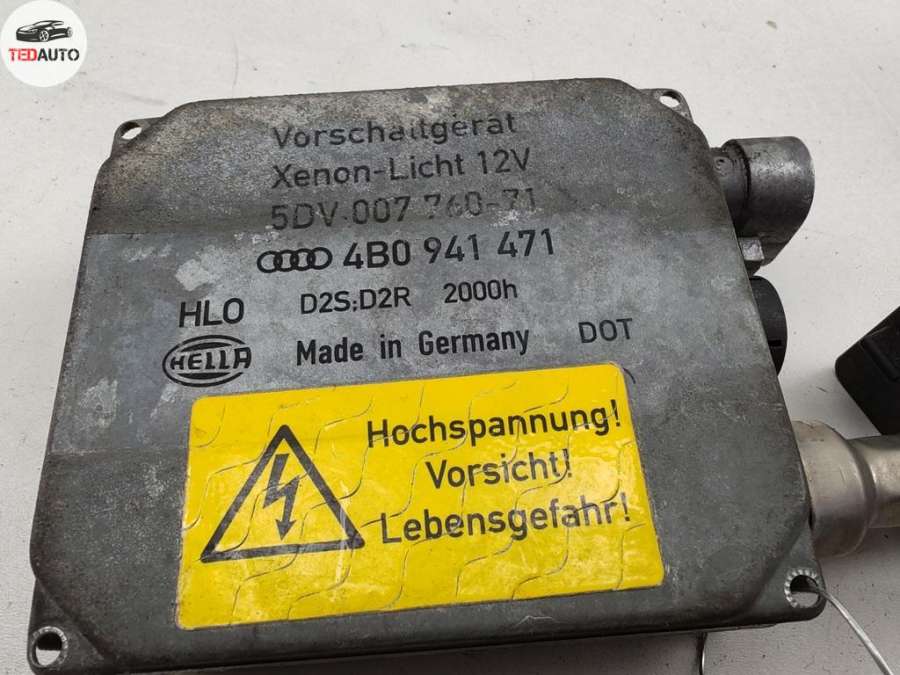 TEDAUTO
Vorschaltgerät
Xenon-Licht 12V
5DV 007 760-71
4B0 941 471
HLO D2S;D2R 2000h
HELLA Made in Germany DOT
Hochspannung!
Vorsicht!
Lebensgefahr!